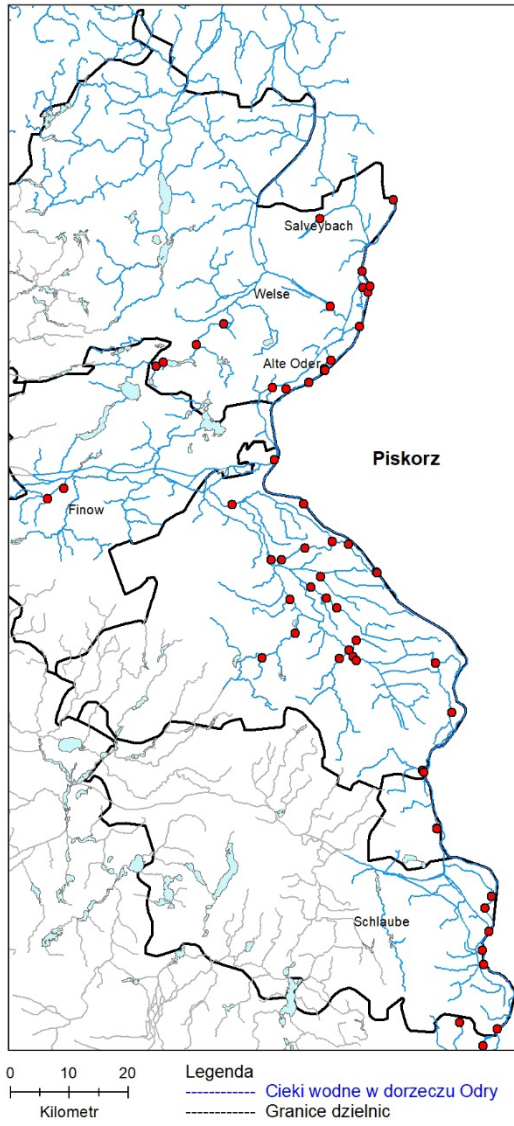 Salveybach
Welse
Alte Oder
Piskorz
Finow
Schlaube
Legenda
0 10 20
Cieki wodne w dorzeczu Odry
Kilometr
Granice dzielnic